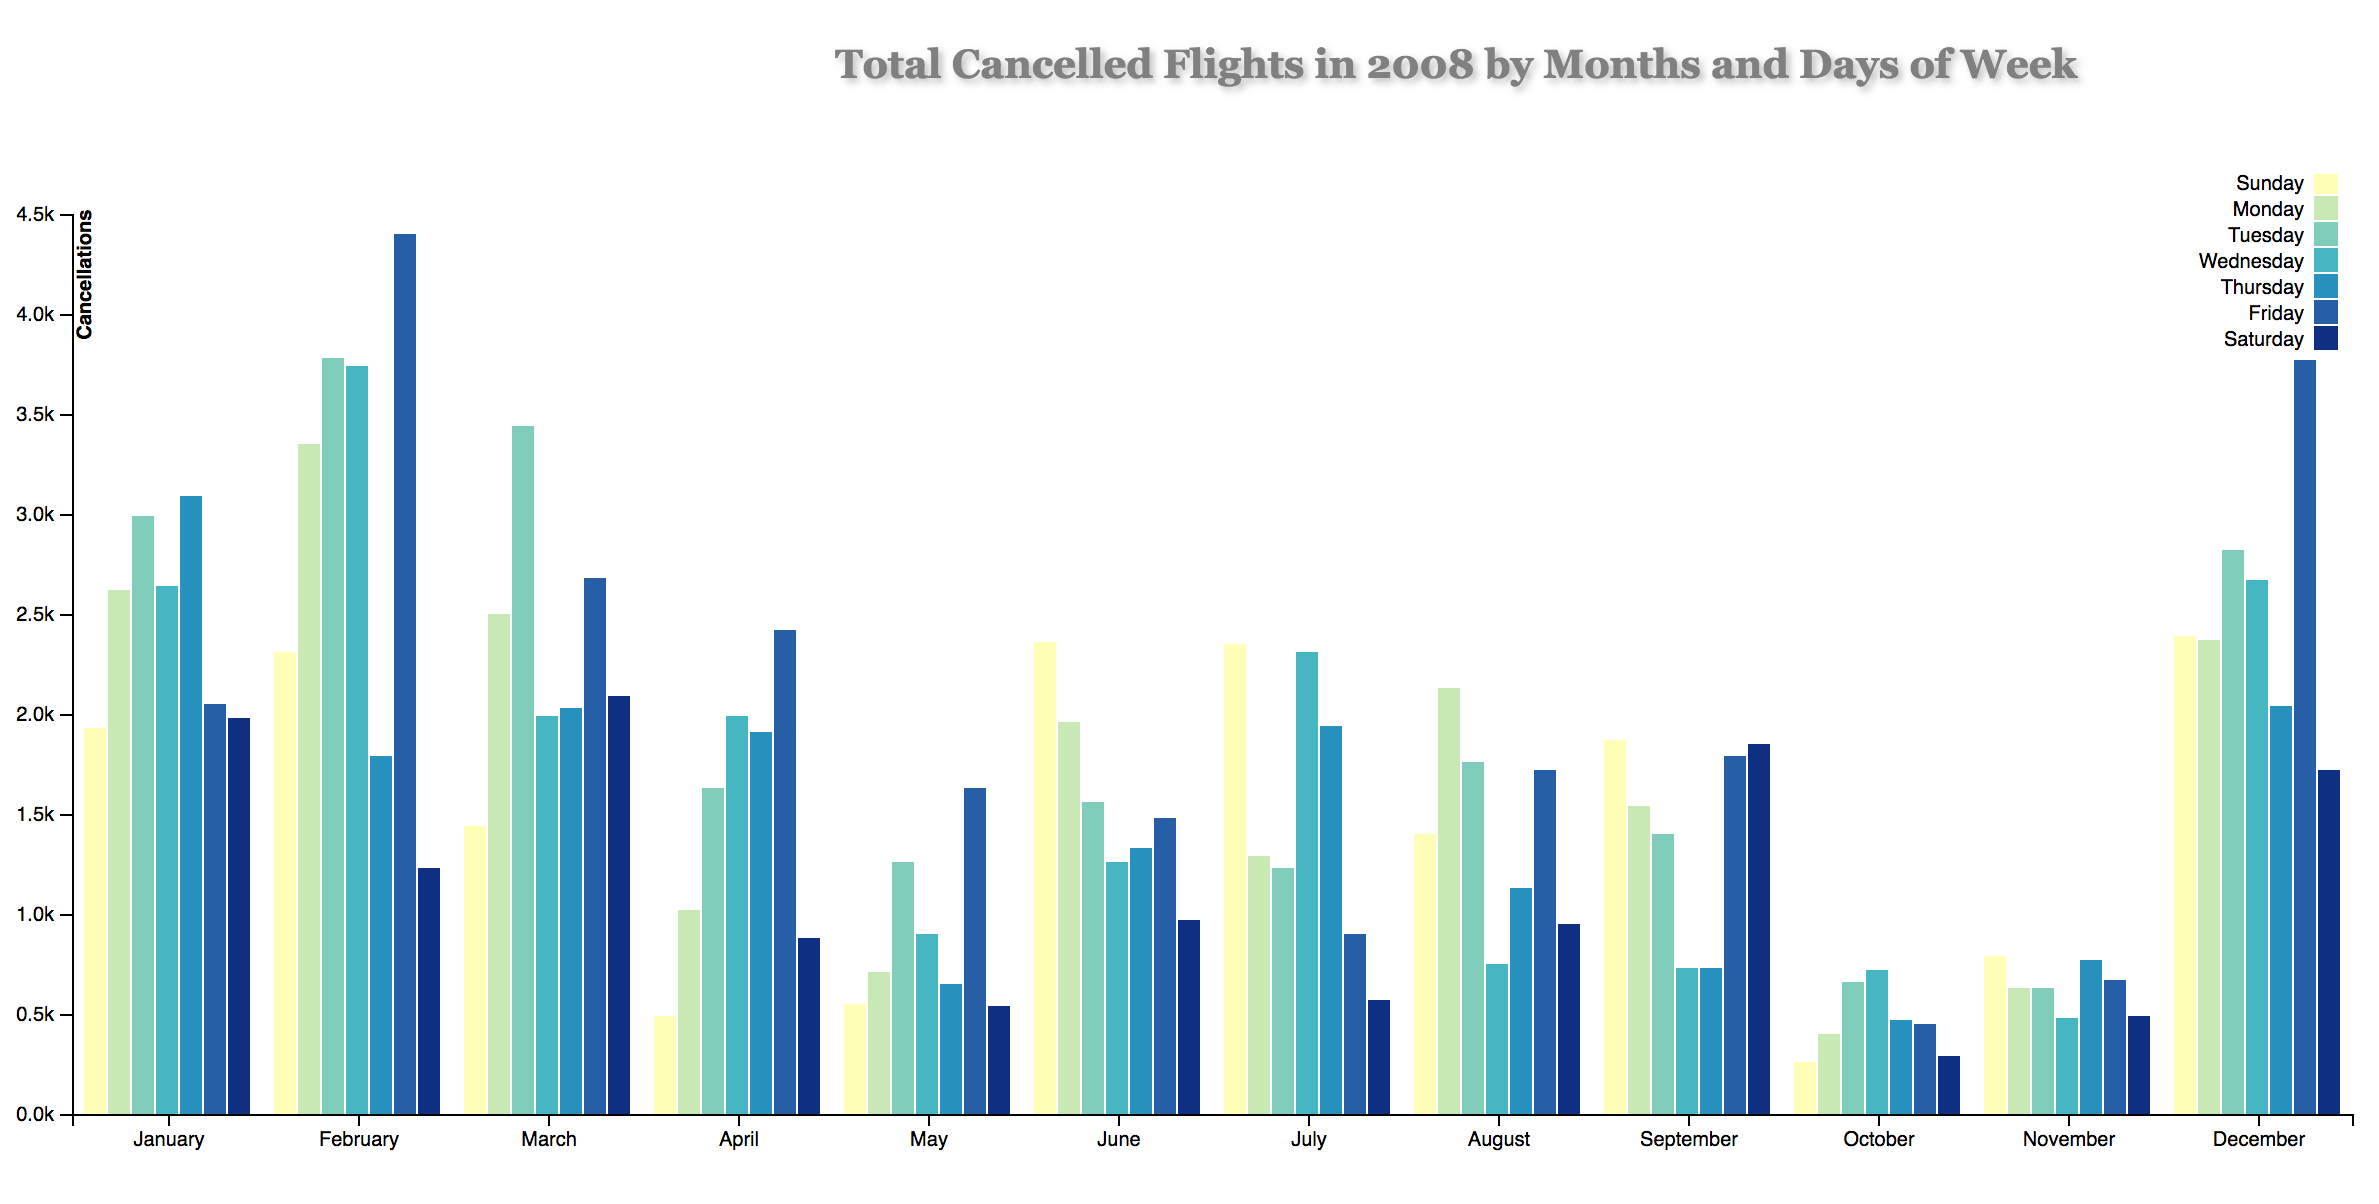 Total Cancelled Flights in 2008 by Months and Days of Week
Sunday
Monday
Tuesday
Wednesday
Thursday
Friday
Saturday
Cancellations
4.5k
4.0k
3.5k
3.0k
2.5k
2.0k
1.5k
1.0k
0.5k
0.0k
January February March April May June July August September October November December